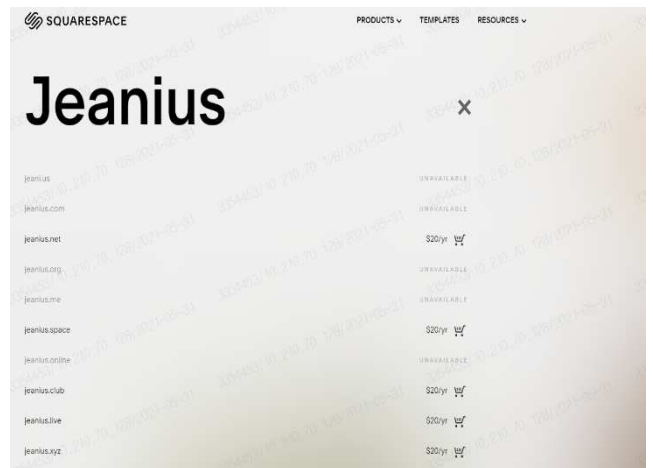 SQUARESPACE PRODUCTS TEMPLATES RESOURCES
Jeanius
jeani.us UNAVAILABLE
jeanius.com UNAVAILABLE
jeanius.net $20/yr
jeanius.org UNAVAILABLE
jeanius.me UNAVAILABLE
jeanius.space $20/yr
jeanius.online UNAVAILABLE
jeanius.club $20/yr
jeanius.live $20/yr
jeanius.xyz $20/yr